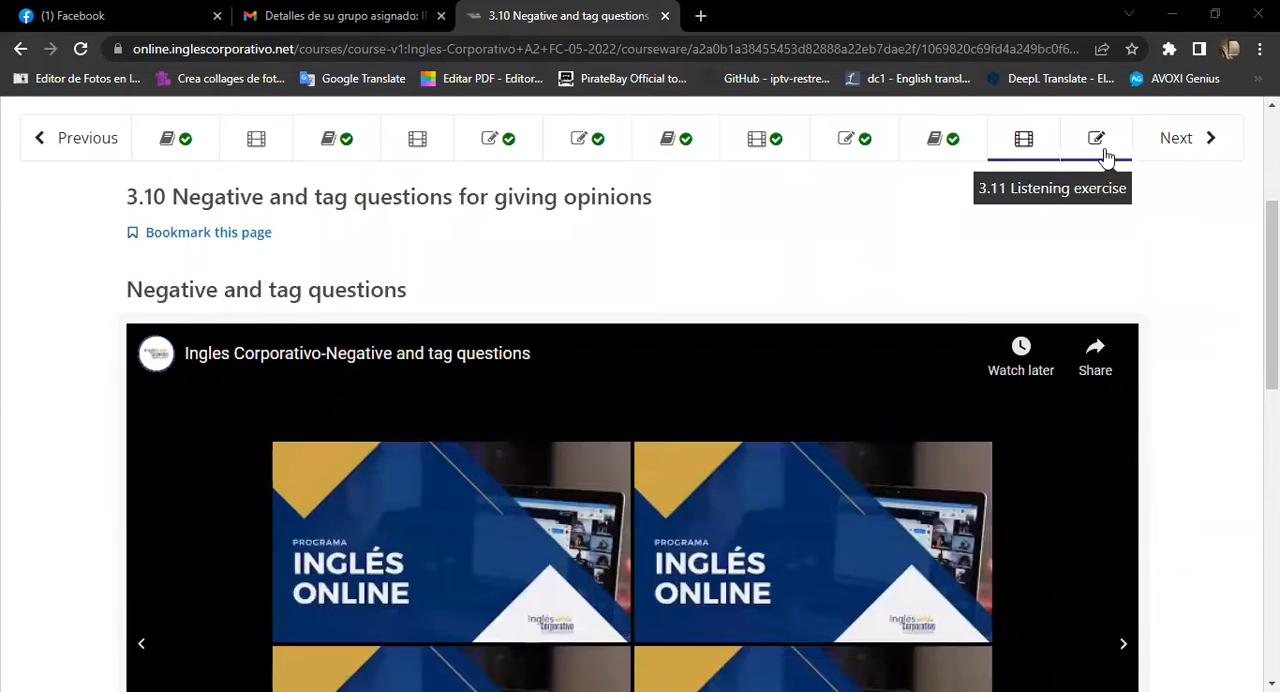 (1) Facebook
Detalles de su grupo asignado: I
3.10 Negative and tag questions
online.inglescorporativo.net/courses/course-v1:Ingles-Corporativo+A2+FC-05-2022/courseware/a2a0b1a38455453d82888a22eb7dae2f/1069820c69fd4a249bc0f6...
Editor de Fotos en l...
Crea collages de fot...
Google Translate
Editar PDF - Editor...
PirateBay Official to...
GitHub - iptv-restre...
dc1 - English transl...
DeepL Translate - El...
AVOXI Genius
Previous
Next
3.11 Listening exercise
3.10 Negative and tag questions for giving opinions
Bookmark this page
Negative and tag questions
Ingles Corporativo-Negative and tag questions
Watch later
Share
PROGRAMA
INGLÉS
ONLINE
Inglés
Corporativo
PROGRAMA
INGLÉS
ONLINE
Inglés
Corporativo